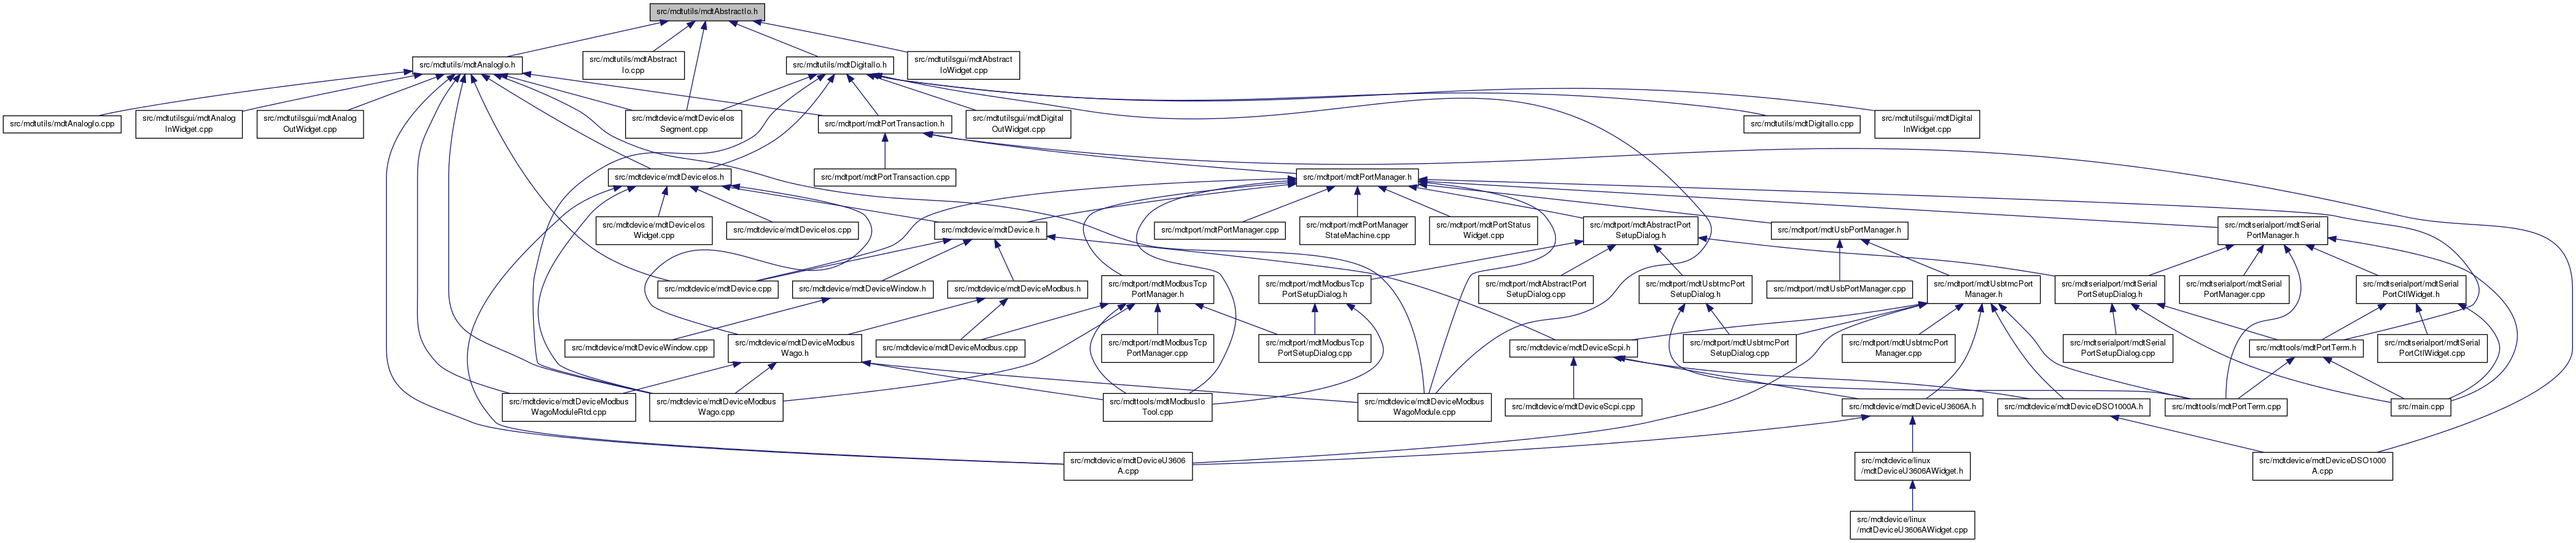 src/mdtutils/mdtAbstractIo.h
src/mdtutils/mdtAnalogIo.h
src/mdtutils/mdtAbstract
Io.cpp
src/mdtutils/mdtDigitalIo.h
src/mdtutilsgui/mdtAbstract
IoWidget.cpp
src/mdtutils/mdtAnalogIo.cpp
src/mdtutilsgui/mdtAnalog
InWidget.cpp
src/mdtutilsgui/mdtAnalog
OutWidget.cpp
src/mdtdevice/mdtDeviceIos
Segment.cpp
src/mdtport/mdtPortTransaction.h
src/mdtutilsgui/mdtDigital
OutWidget.cpp
src/mdtutils/mdtDigitalIo.cpp
src/mdtutilsgui/mdtDigital
InWidget.cpp
src/mdtdevice/mdtDeviceIos.h
src/mdtport/mdtPortTransaction.cpp
src/mdtport/mdtPortManager.h
src/mdtdevice/mdtDeviceIos
Widget.cpp
src/mdtdevice/mdtDeviceIos.cpp
src/mdtdevice/mdtDevice.h
src/mdtport/mdtPortManager.cpp
src/mdtport/mdtPortManager
StateMachine.cpp
src/mdtport/mdtPortStatus
Widget.cpp
src/mdtport/mdtAbstractPort
SetupDialog.h
src/mdtport/mdtUsbPortManager.h
src/mdtserialport/mdtSerial
PortManager.h
src/mdtdevice/mdtDevice.cpp
src/mdtdevice/mdtDeviceWindow.h
src/mdtdevice/mdtDeviceModbus.h
src/mdtport/mdtModbusTcp
PortManager.h
src/mdtport/mdtModbusTcp
PortSetupDialog.h
src/mdtport/mdtAbstractPort
SetupDialog.cpp
src/mdtport/mdtUsbtmcPort
SetupDialog.h
src/mdtport/mdtUsbPortManager.cpp
src/mdtport/mdtUsbtmcPort
Manager.h
src/mdtserialport/mdtSerial
PortSetupDialog.h
src/mdtserialport/mdtSerial
PortManager.cpp
src/mdtserialport/mdtSerial
PortCtlWidget.h
src/mdtdevice/mdtDeviceWindow.cpp
src/mdtdevice/mdtDeviceModbus
Wago.h
src/mdtdevice/mdtDeviceModbus.cpp
src/mdtport/mdtModbusTcp
PortManager.cpp
src/mdtport/mdtModbusTcp
PortSetupDialog.cpp
src/mdtdevice/mdtDeviceScpi.h
src/mdtport/mdtUsbtmcPort
SetupDialog.cpp
src/mdtport/mdtUsbtmcPort
Manager.cpp
src/mdtserialport/mdtSerial
PortSetupDialog.cpp
src/mdttools/mdtPortTerm.h
src/mdtserialport/mdtSerial
PortCtlWidget.cpp
src/mdtdevice/mdtDeviceModbus
WagoModuleRtd.cpp
src/mdtdevice/mdtDeviceModbus
Wago.cpp
src/mdttools/mdtModbusIo
Tool.cpp
src/mdtdevice/mdtDeviceModbus
WagoModule.cpp
src/mdtdevice/mdtDeviceScpi.cpp
src/mdtdevice/mdtDeviceU3606A.h
src/mdtdevice/mdtDeviceDSO1000A.h
src/mdttools/mdtPortTerm.cpp
src/main.cpp
src/mdtdevice/mdtDeviceU3606
A.cpp
src/mdtdevice/linux
/mdtDeviceU3606AWidget.h
src/mdtdevice/mdtDeviceDSO1000
A.cpp
src/mdtdevice/linux
/mdtDeviceU3606AWidget.cpp